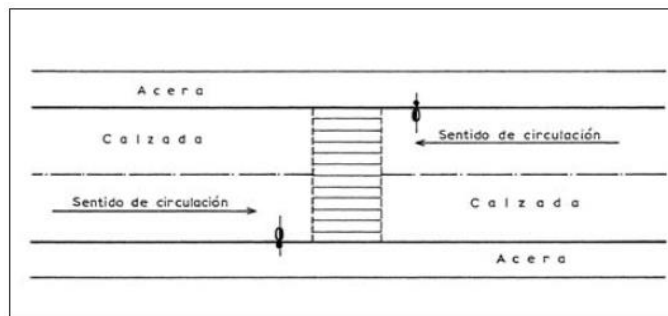 Acera
Calzada
Sentido de circulación
Sentido de circulación
Calzada
Acera